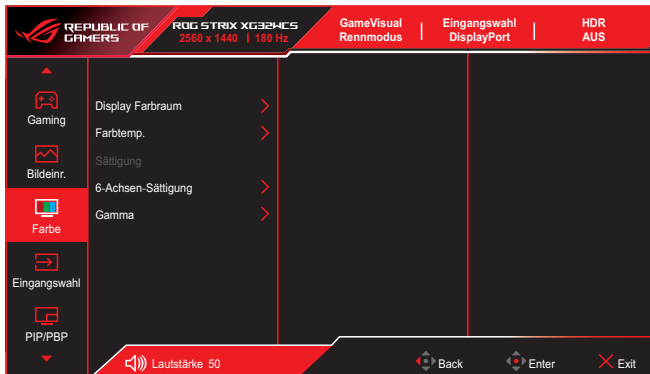 REPUBLIC OF
GAMERS
ROG STRIX XG32WCS
2560 x 1440 | 180 Hz
GameVisual
Rennmodus
Eingangswahl
DisplayPort
HDR
AUS
Gaming
Bildeinr.
Farbe
Eingangswahl
PIP/PBP
Display Farbraum
Farbtemp.
Sättigung
6-Achsen-Sättigung
Gamma
Lautstärke 50
Back
Enter
Exit